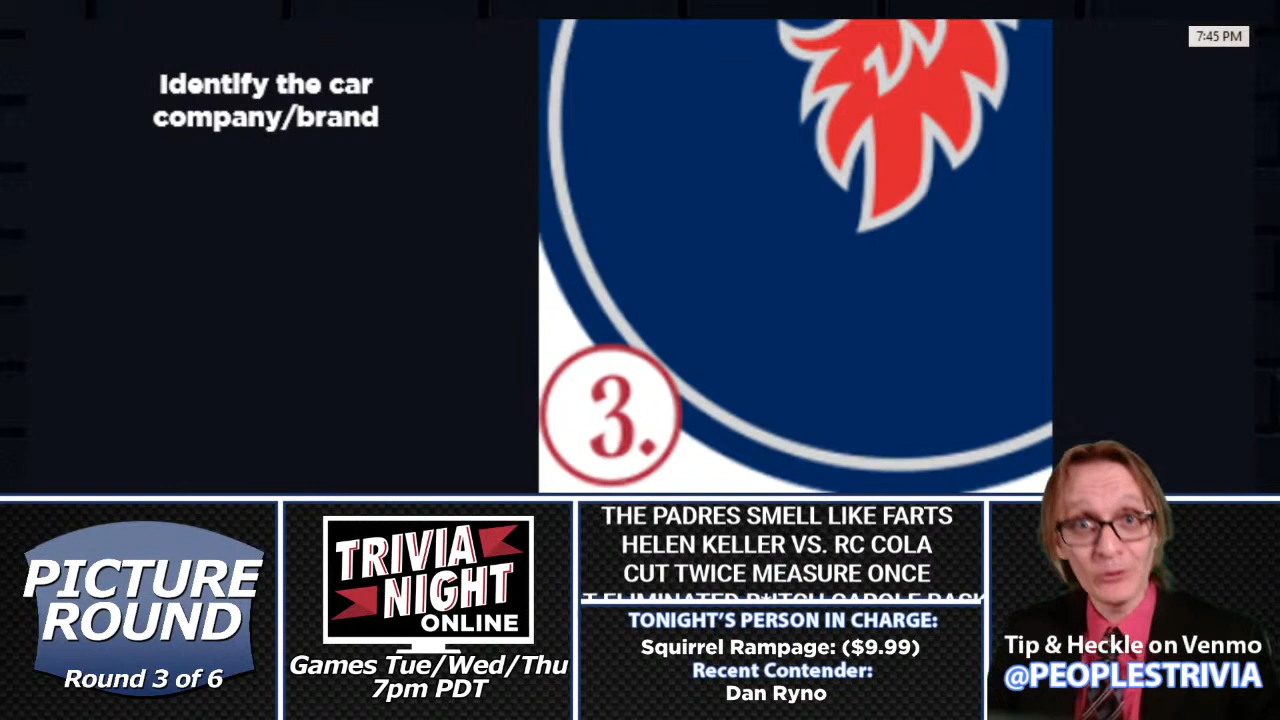 Identify the car
company/brand
7:45 PM
3.
PICTURE
ROUND
Round 3 of 6
TRIVIA
NIGHT
ONLINE
Games Tue/Wed/Thu
7pm PDT
THE PADRES SMELL LIKE FARTS
HELEN KELLER VS. RC COLA
CUT TWICE MEASURE ONCE
TONIGHT'S PERSON IN CHARGE:
Squirrel Rampage: ($9.99)
Recent Contender:
Dan Ryno
Tip & Heckle on Venmo
@PEOPLESTRIVIA